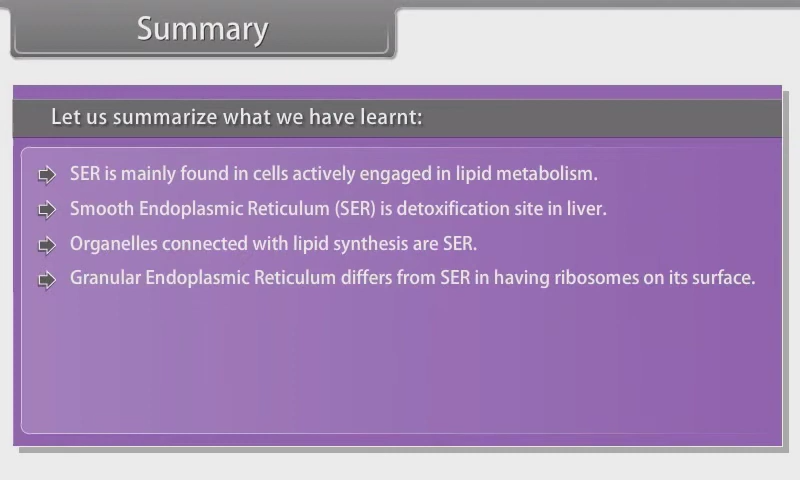 Summary
Let us summarize what we have learnt:
SER is mainly found in cells actively engaged in lipid metabolism.
Smooth Endoplasmic Reticulum (SER) is detoxification site in liver.
Organelles connected with lipid synthesis are SER.
Granular Endoplasmic Reticulum differs from SER in having ribosomes on its surface.